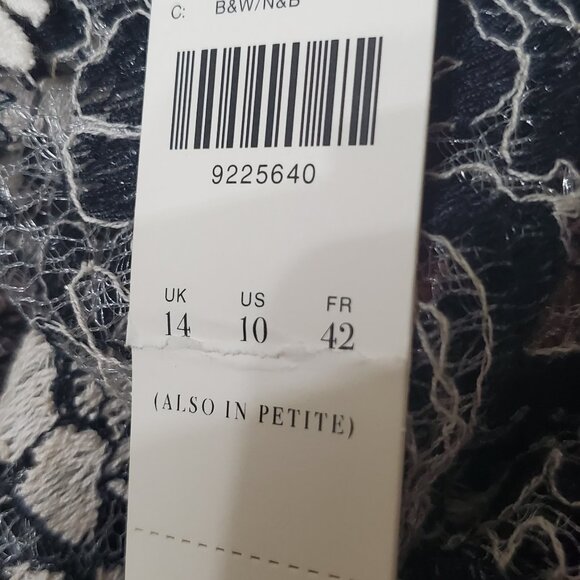 C: B&W/N&B
9225640
UK US FR
14 10 42
(ALSO IN PETITE)